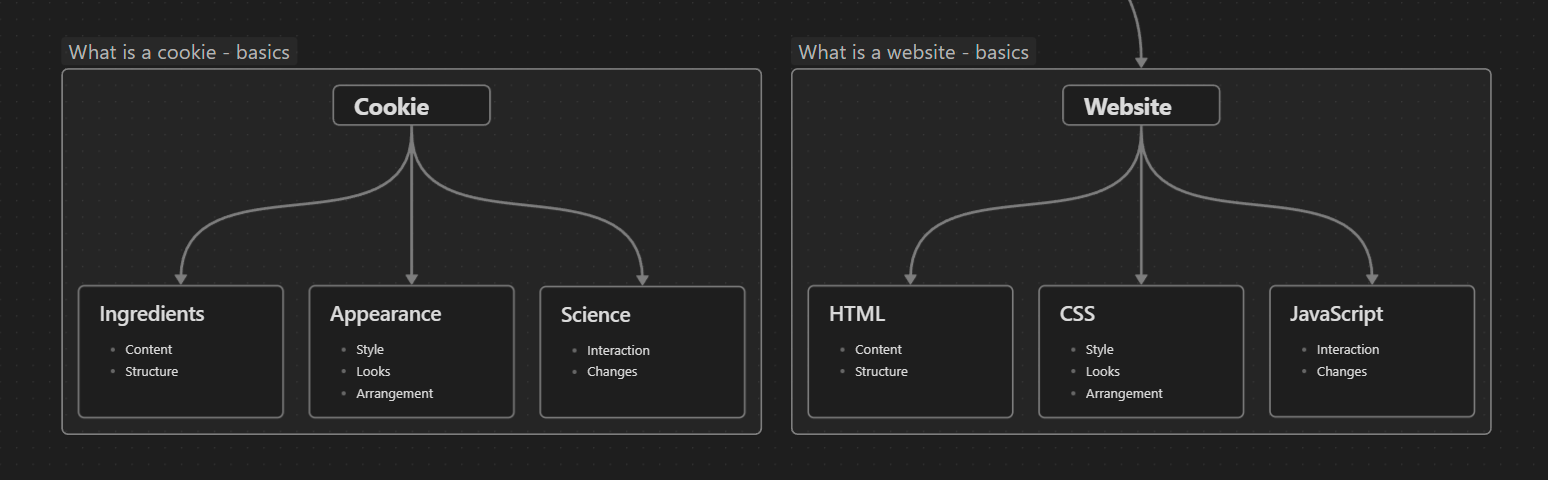 What is a cookie - basics
Cookie
Ingredients
Content
Structure
Appearance
Style
Looks
Arrangement
Science
Interaction
Changes
What is a website - basics
Website
HTML
Content
Structure
CSS
Style
Looks
Arrangement
JavaScript
Interaction
Changes